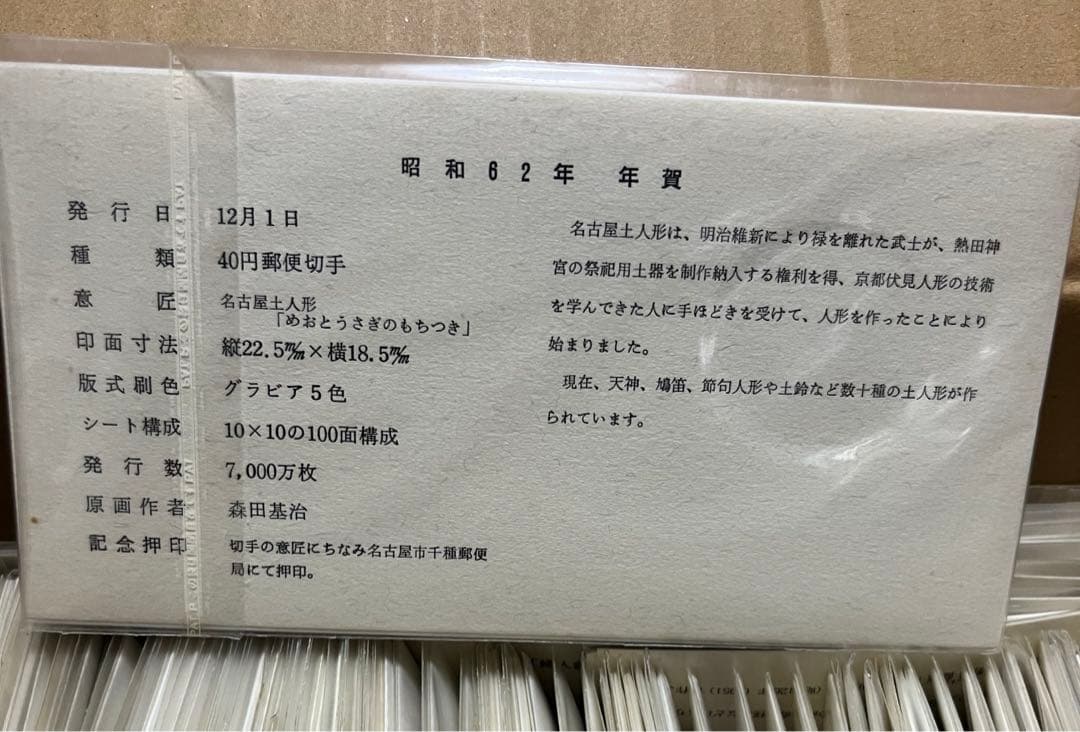 昭和62年 年賀
発行日 12月1日
種類 40円郵便切手
意匠 名古屋土人形
「めおとうさぎのもちつき」
印面寸法 縦22.5㎜×横18.5㎜
版式刷色 グラビア5色
シート構成 10×10の100面構成
発行数 7,000万枚
原画作者 森田基治
記念押印 切手の意匠にちなみ名古屋市千種郵便
局にて押印。
名古屋土人形は、明治維新により禄を離れた武士が、熱田神
宮の祭祀用土器を制作納入する権利を得、京都伏見人形の技術
を学んできた人に手ほどきを受けて、人形を作ったことにより
始まりました。
現在、天神、鳩笛、節句人形や土鈴など数十種の土人形が作
られています。